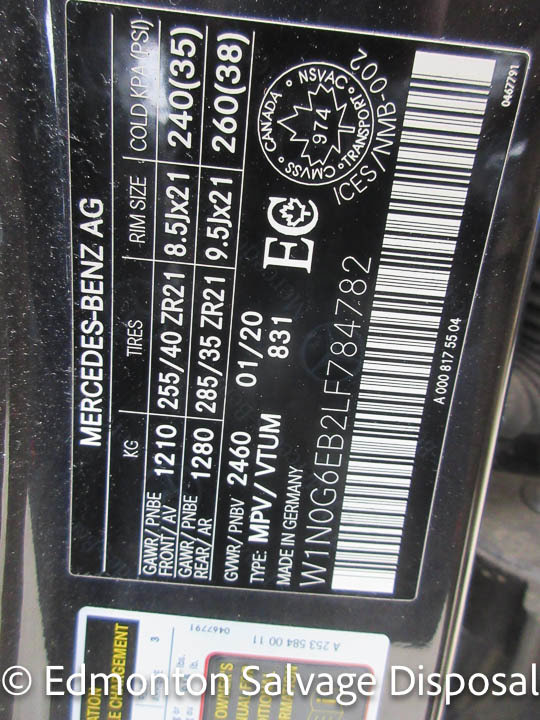 MERCEDES-BENZ AG
KG TIRES RIM SIZE COLD KPA (PSI)
GAWR / PNBE
FRONT / AV 1210 255/40 ZR21 8.5Jx21 240(35)
GAWR / PNBE
REAR / AR 1280 285/35 ZR21 9.5Jx21 260(38)
GWR/ PNBV 2460 01/20
TYPE: MPV/ VTUM 831
MADE IN GERMANY
EC
CANADA NSVAC TRANSPORT CMVSS
974
ICES/NMB-002
W1N0G6EB2LF784782
A 000 817 55 04
0467791
A 253 584 00 11
0467791
3
© Edmonton Salvage Disposal